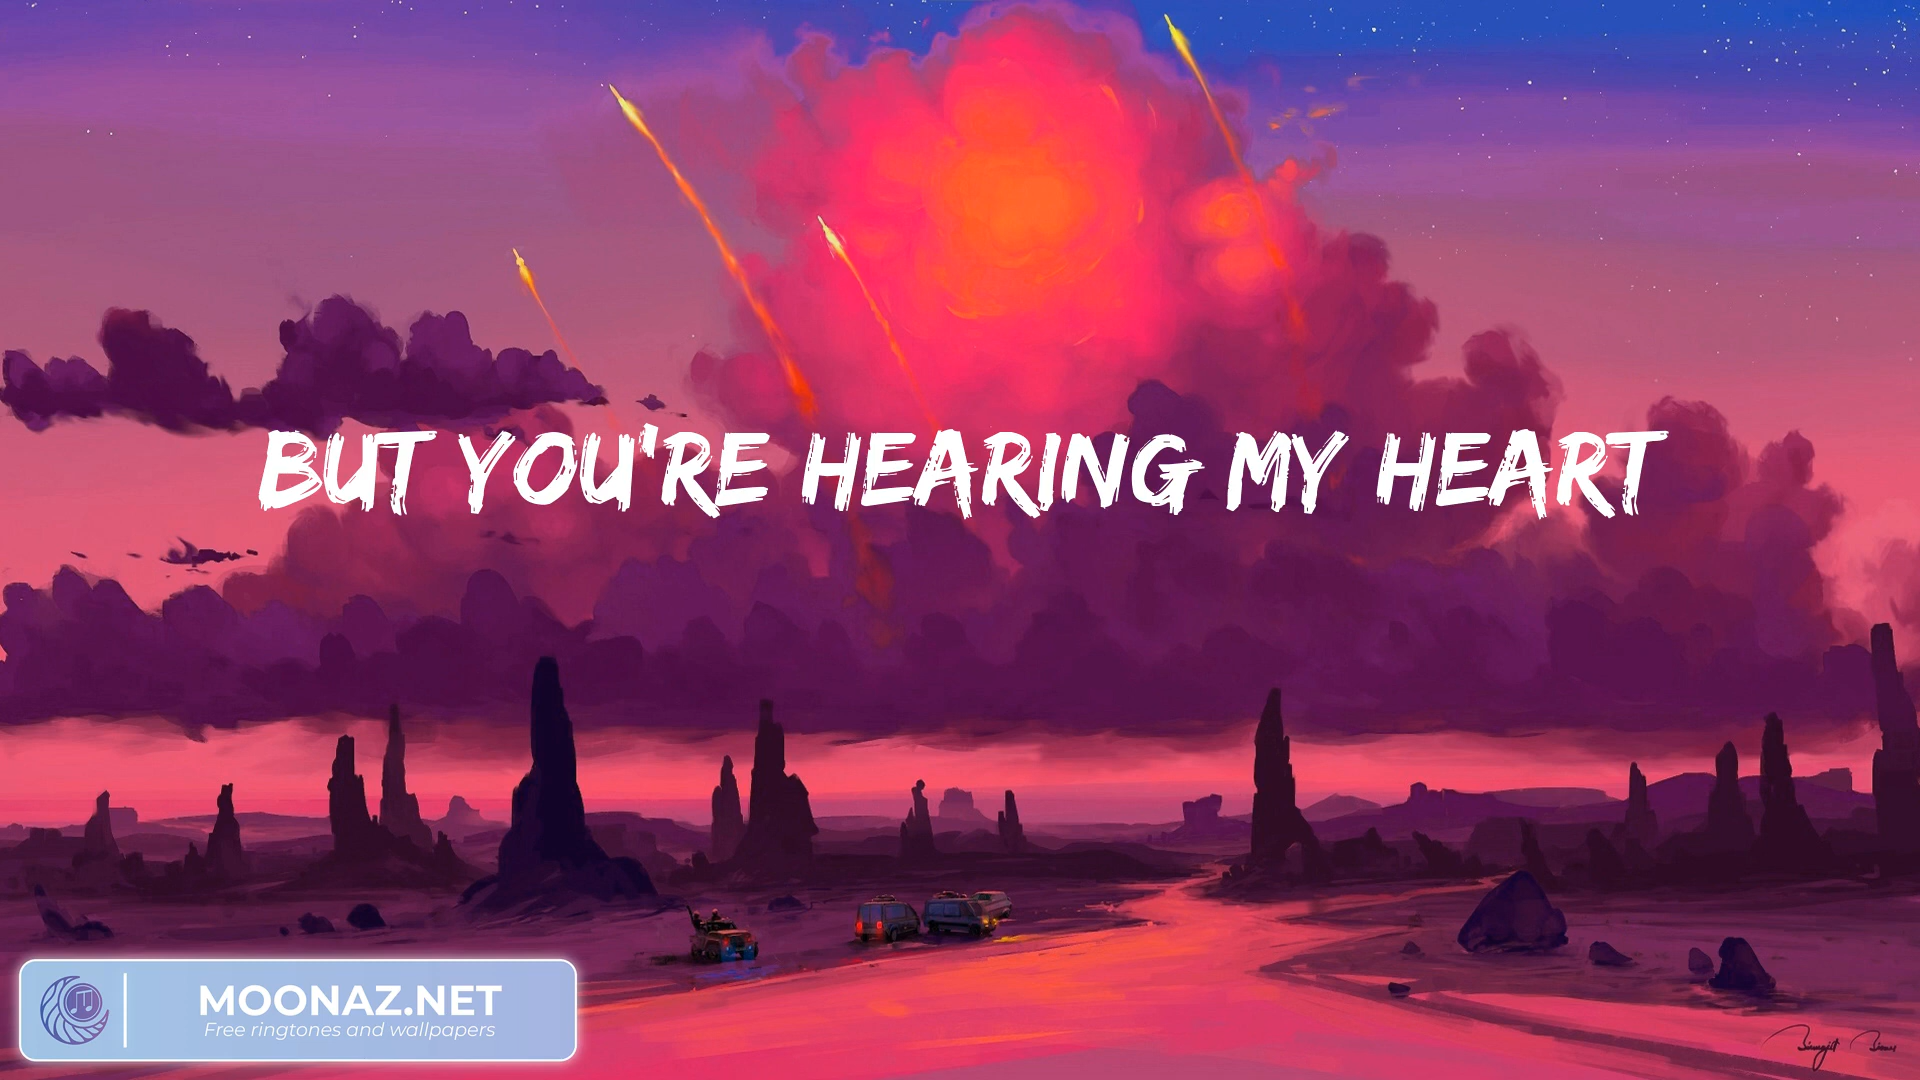 BUT YOU'RE HEARING MY HEART
MOONAZ.NET
Free ringtones and wallpapers